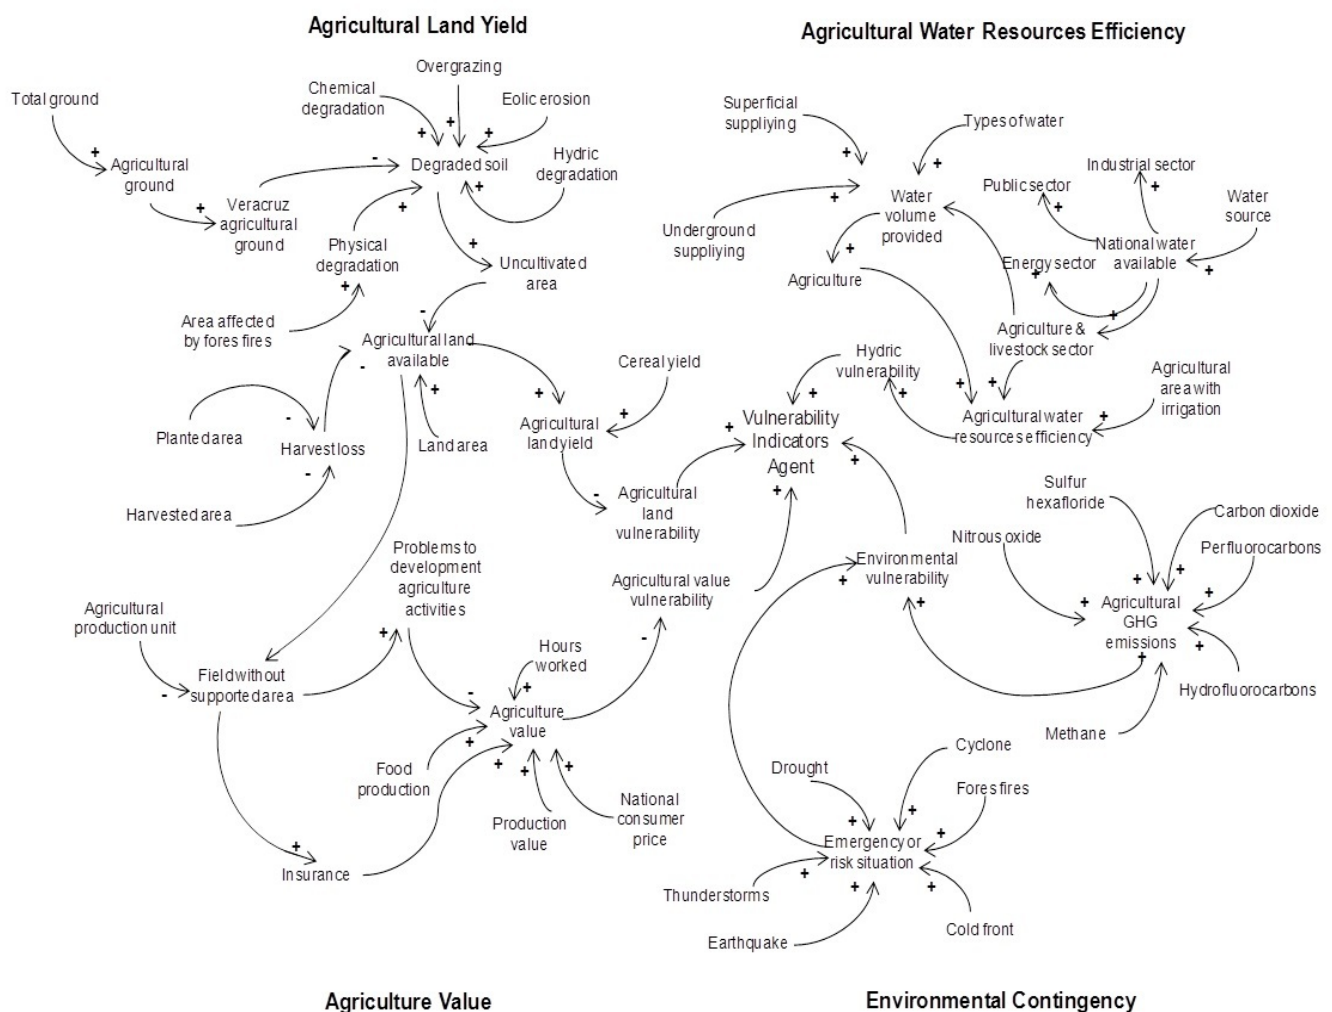 Agricultural Land Yield
Agricultural Water Resources Efficiency
Overgrazing
Chemical
degradation
Eolic erosion
Total ground
Agricultural
ground
Degraded soil
Hydric
degradation
Veracruz
agricultural
ground
Physical
degradation
Uncultivated
area
Area affected
by fores fires
Agricultural land
available
Cereal yield
Planted area
Harvest loss
Land area
Agricultural
land yield
Harvested area
Agricultural
land
vulnerability
Superficial
suppliying
Types of water
Industrial sector
Public sector
Water
source
Water
volume
provided
Underground
suppliying
National water
available
Energy sector
Agriculture
Agriculture &
livestock sector
Hydric
vulnerability
Agricultural
area with
irrigation
Vulnerability
Indicators
Agent
Agricultural water
resources efficiency
Sulfur
hexafloride
Carbon dioxide
Nitrous oxide
Perfluorocarbons
Environmental
vulnerability
Agricultural
GHG
emissions
Hydrofluorocarbons
Methane
Problems to
development
agriculture
activities
Agricultural value
vulnerability
Agricultural
production unit
Hours
worked
Field without
supported area
Agriculture
value
Food
production
Production
value
National
consumer
price
Insurance
Cyclone
Drought
Fores fires
Emergency or
risk situation
Thunderstorms
Earthquake
Cold front
Agriculture Value
Environmental Contingency